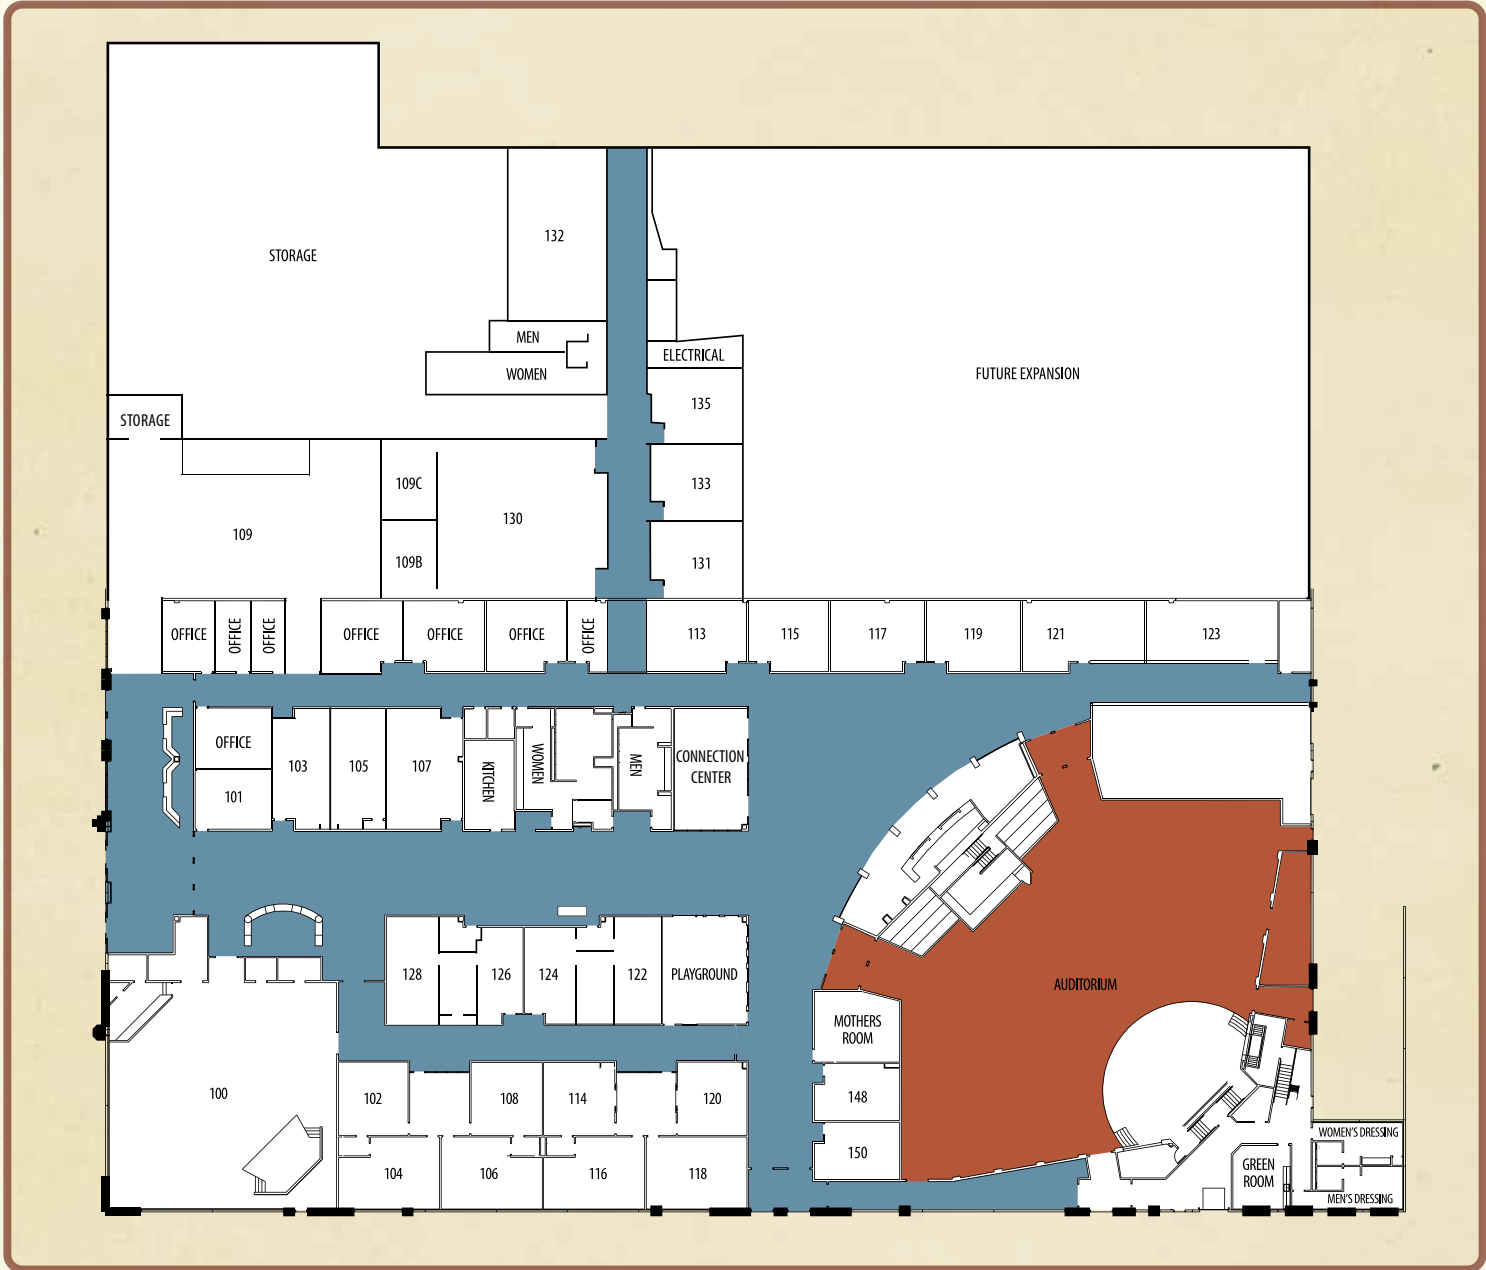 132
STORAGE
MEN
ELECTRICAL
WOMEN
FUTURE EXPANSION
135
STORAGE
109C
133
130
109
109B
131
OFFICE
OFFICE
OFFICE
OFFICE
OFFICE
OFFICE
OFFICE
113
115
117
119
121
123
OFFICE
103
105
107
KITCHEN
WOMEN
MEN
CONNECTION
CENTER
101
128
126
124
122
PLAYGROUND
AUDITORIUM
MOTHERS
ROOM
100
102
108
114
120
148
WOMEN'S DRESSING
150
104
106
116
118
GREEN
ROOM
MEN'S DRESSING